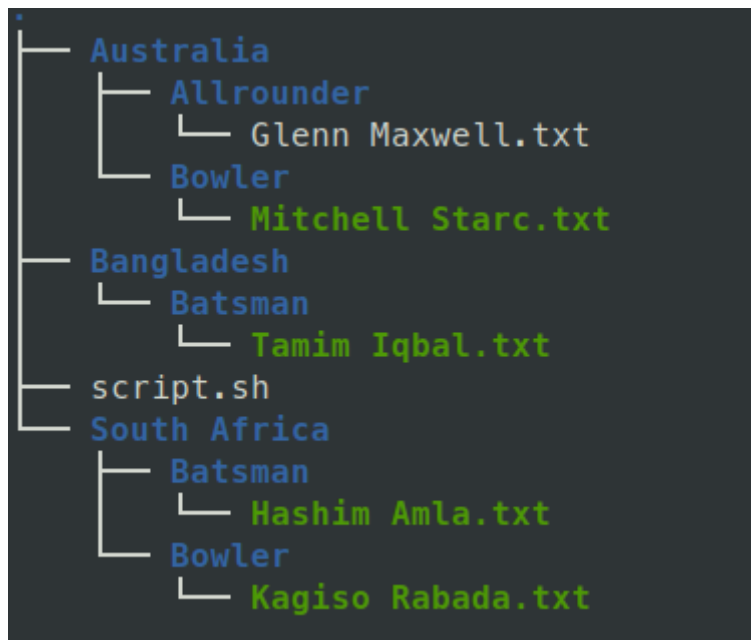 .
├── Australia
│   ├── Allrounder
│   │   └── Glenn Maxwell.txt
│   └── Bowler
│       └── Mitchell Starc.txt
├── Bangladesh
│   └── Batsman
│       └── Tamim Iqbal.txt
├── script.sh
└── South Africa
    ├── Batsman
    │   └── Hashim Amla.txt
    └── Bowler
        └── Kagiso Rabada.txt